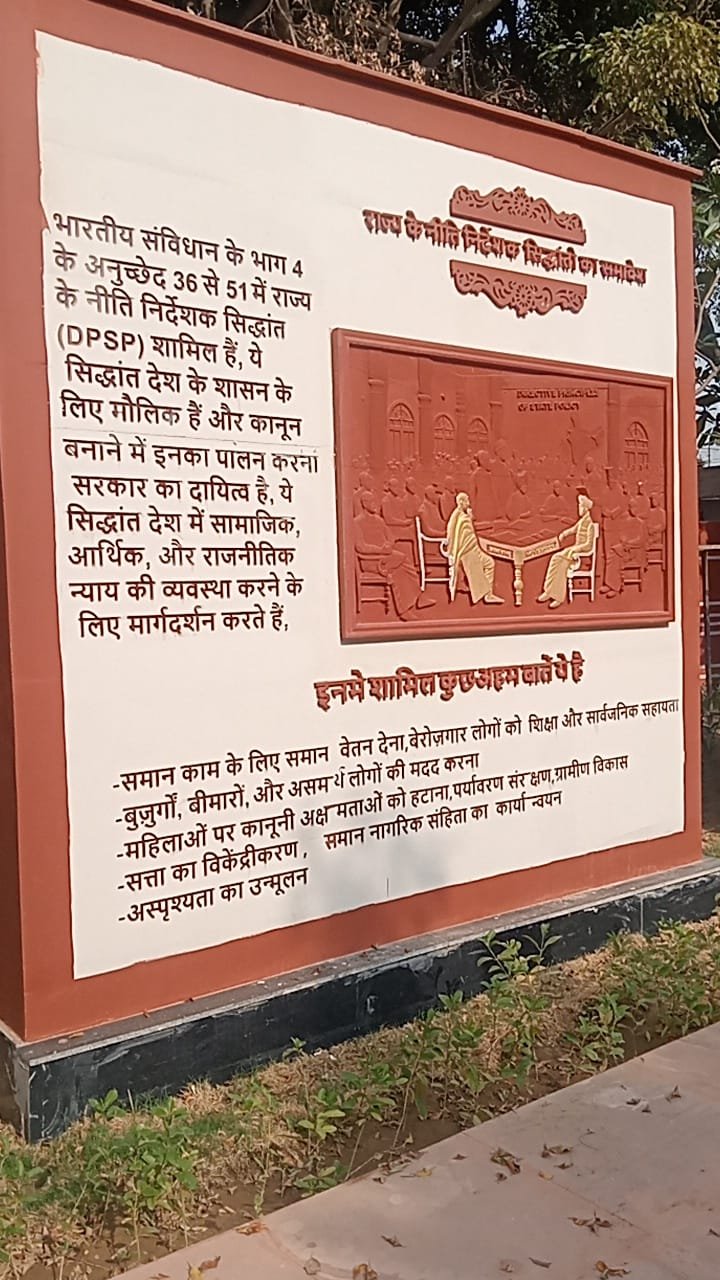 राज्य के नीति निर्देशक सिद्धांतों का समावेश
भारतीय संविधान के भाग 4
के अनुच्छेद 36 से 51 में राज्य
के नीति निर्देशक सिद्धांत
(DPSP) शामिल हैं, ये
सिद्धांत देश के शासन के
लिए मौलिक हैं और कानून
बनाने में इनका पालन करना
सरकार का दायित्व है, ये
सिद्धांत देश में सामाजिक,
आर्थिक, और राजनीतिक
न्याय की व्यवस्था करने के
लिए मार्गदर्शन करते हैं,
DIRECTIVE PRINCIPLES
OF STATE POLICY
इनमे शामिल कुछ अहम बातें ये है
-समान काम के लिए समान वेतन देना,बेरोज़गार लोगों को शिक्षा और सार्वजनिक सहायता
-बुज़ुर्गों, बीमारों, और असमर्थ लोगों की मदद करना
-महिलाओं पर कानूनी अक्षमताओं को हटाना,पर्यावरण संरक्षण,ग्रामीण विकास
-सत्ता का विकेंद्रीकरण, समान नागरिक संहिता का कार्यान्वयन
-अस्पृश्यता का उन्मूलन